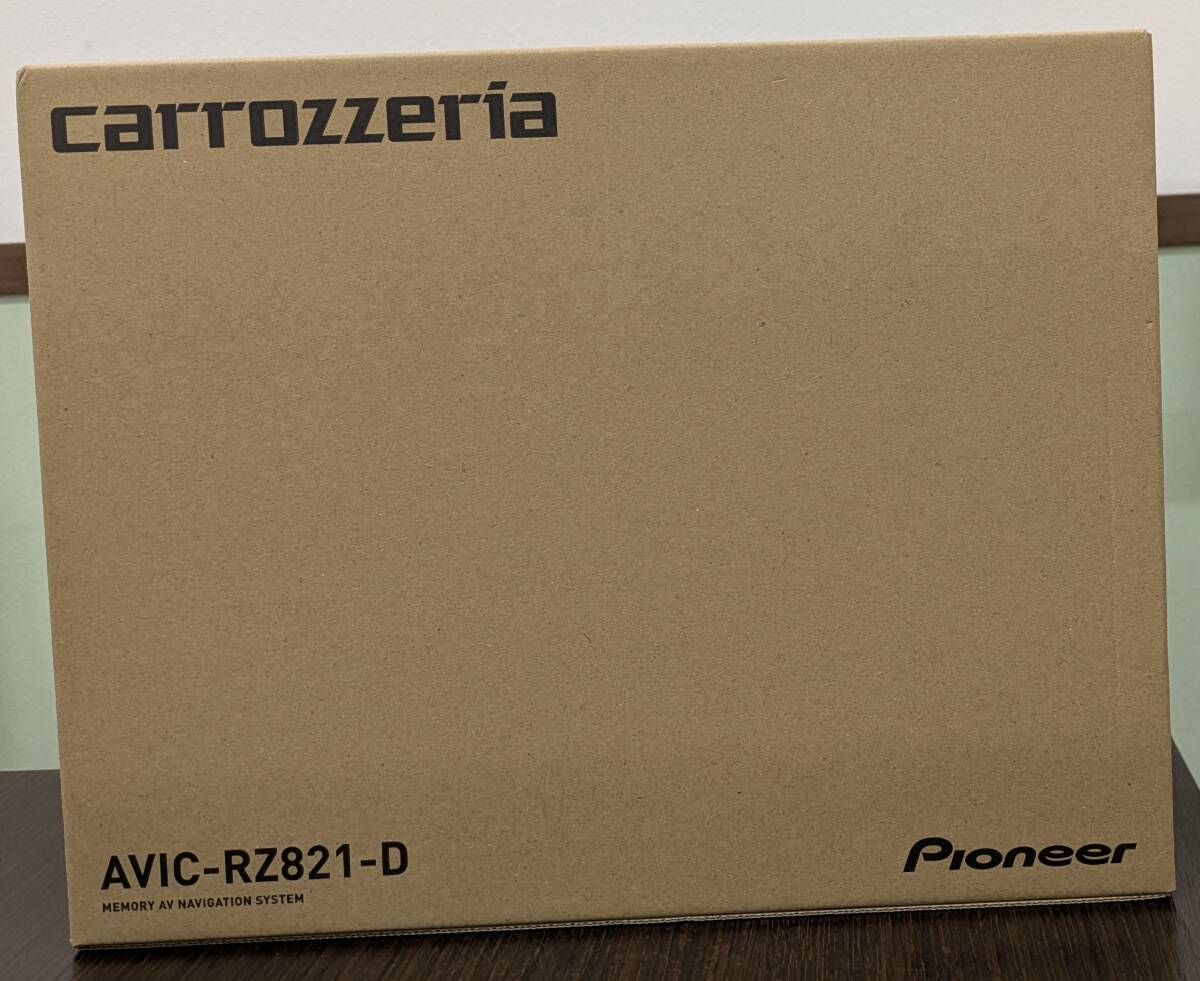 carrozzeria
AVIC-RZ821-D
MEMORY AV NAVIGATION SYSTEM
Pioneer